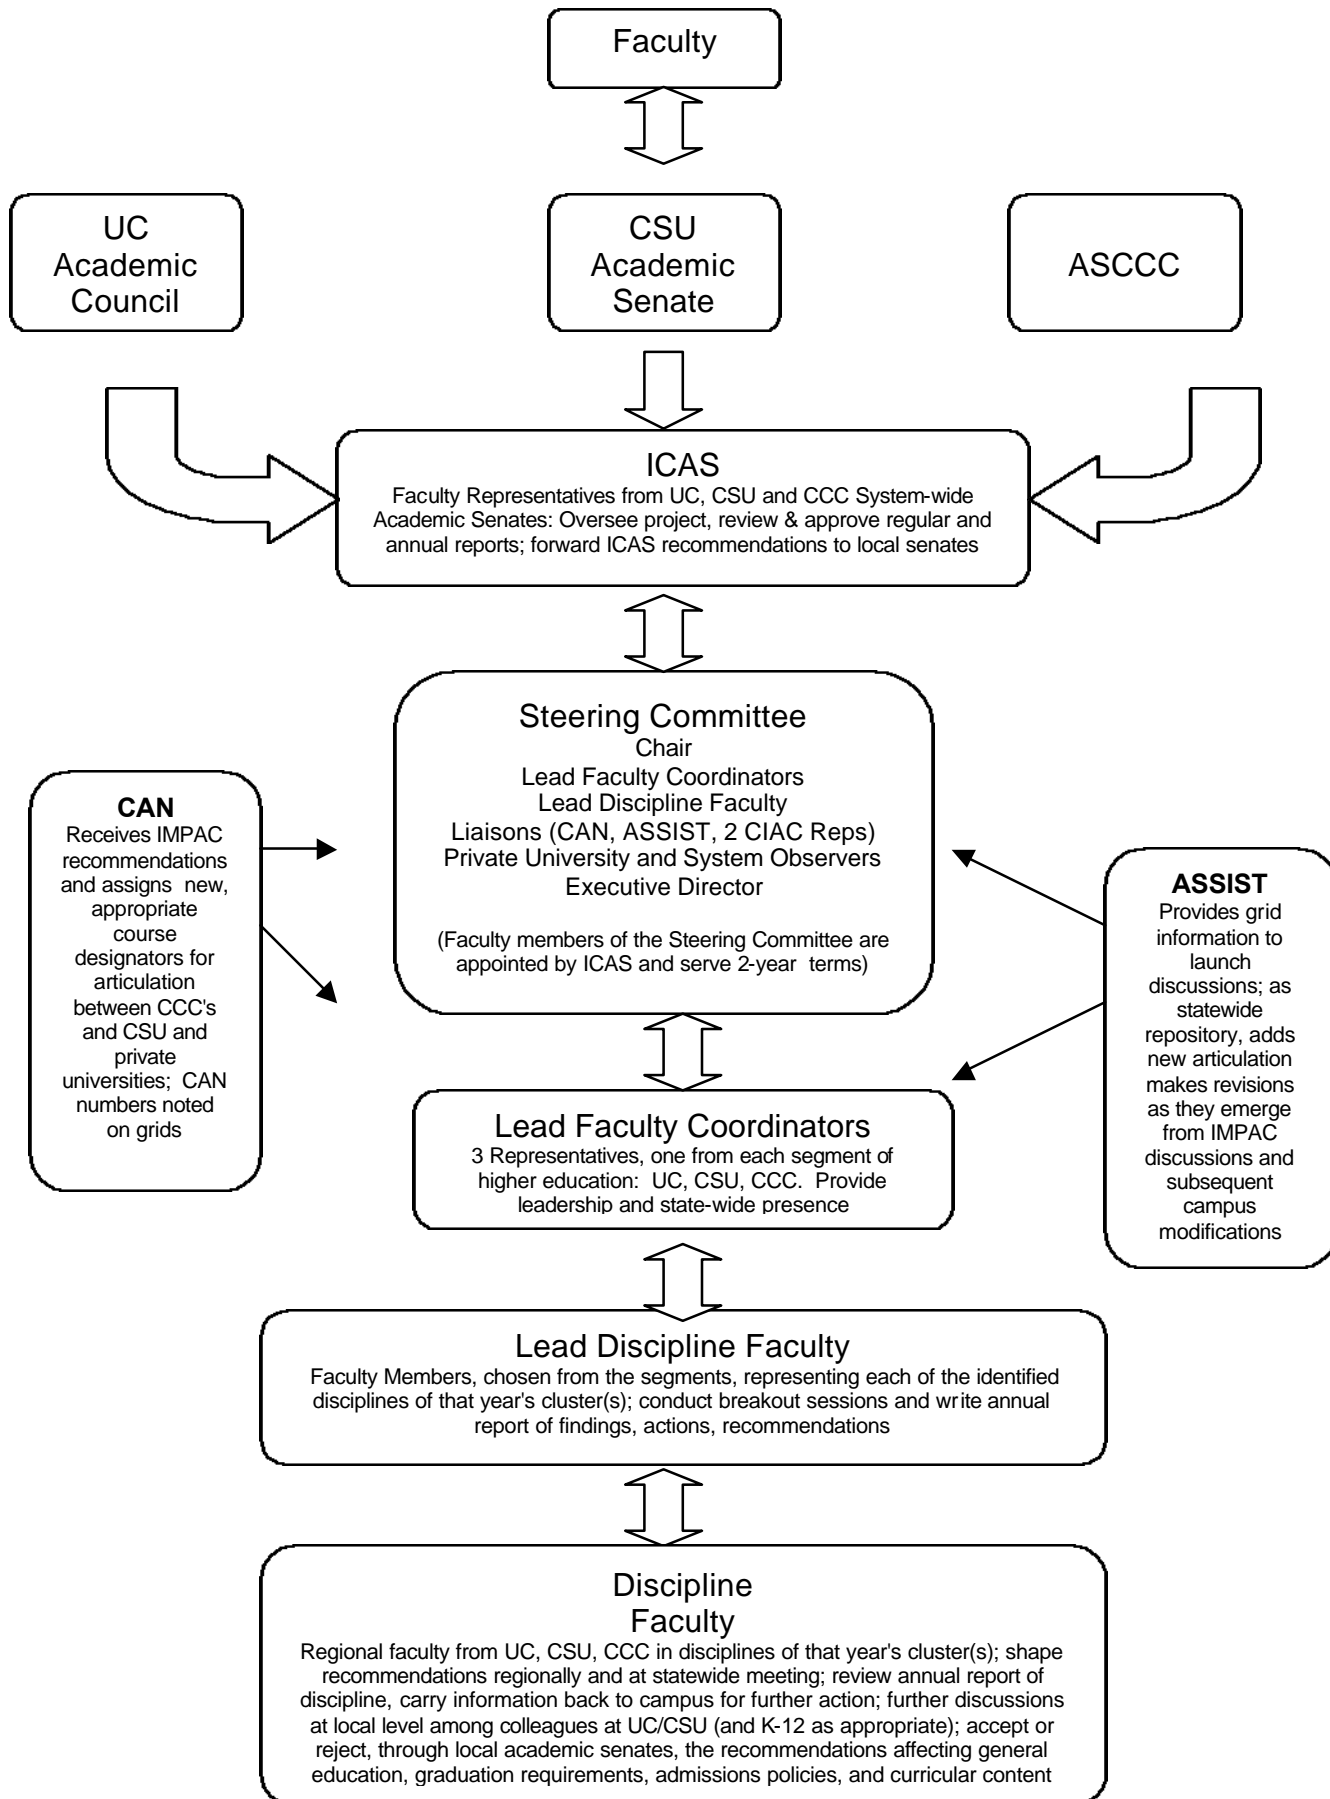 Faculty
UC
Academic
Council
CSU
Academic
Senate
ASCCC
ICAS
Faculty Representatives from UC, CSU and CCC System-wide
Academic Senates: Oversee project, review & approve regular and
annual reports; forward ICAS recommendations to local senates
Steering Committee
Chair
Lead Faculty Coordinators
Lead Discipline Faculty
Liaisons (CAN, ASSIST, 2 CIAC Reps)
Private University and System Observers
Executive Director
(Faculty members of the Steering Committee are
appointed by ICAS and serve 2-year terms)
CAN
Receives IMPAC
recommendations
and assigns new,
appropriate
course
designators for
articulation
between CCC's
and CSU and
private
universities; CAN
numbers noted
on grids
ASSIST
Provides grid
information to
launch
discussions; as
statewide
repository, adds
new articulation
makes revisions
as they emerge
from IMPAC
discussions and
subsequent
campus
modifications
Lead Faculty Coordinators
3 Representatives, one from each segment of
higher education: UC, CSU, CCC. Provide
leadership and state-wide presence
Lead Discipline Faculty
Faculty Members, chosen from the segments, representing each of the identified
disciplines of that year's cluster(s); conduct breakout sessions and write annual
report of findings, actions, recommendations
Discipline
Faculty
Regional faculty from UC, CSU, CCC in disciplines of that year's cluster(s); shape
recommendations regionally and at statewide meeting; review annual report of
discipline, carry information back to campus for further action; further discussions
at local level among colleagues at UC/CSU (and K-12 as appropriate); accept or
reject, through local academic senates, the recommendations affecting general
education, graduation requirements, admissions policies, and curricular content